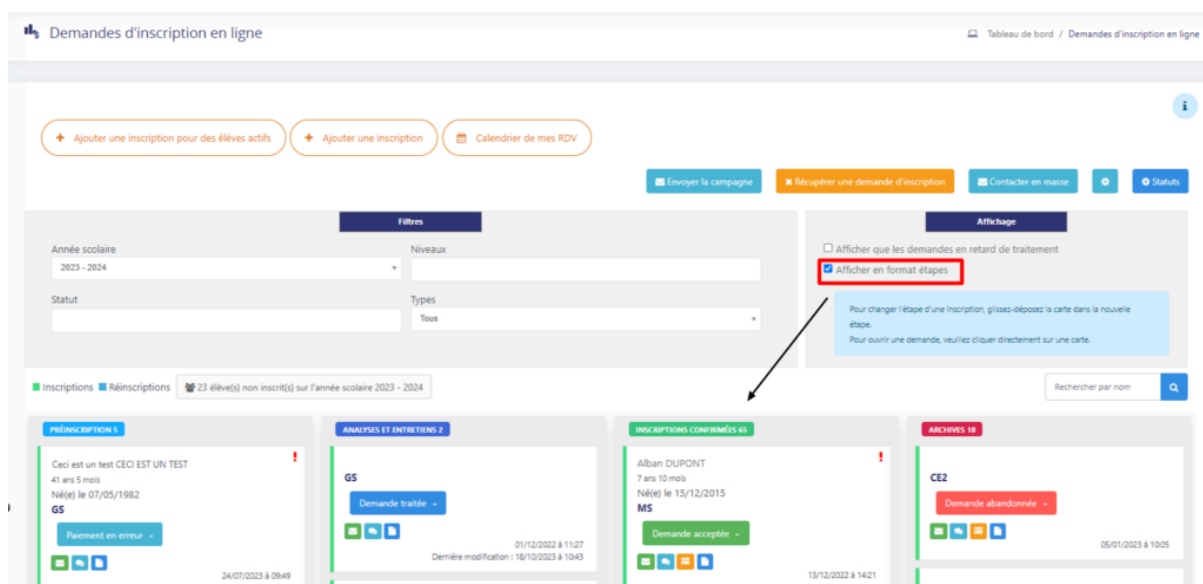 Demandes d'inscription en ligne
Tableau de bord / Demandes d'inscription en ligne
i
+ Ajouter une inscription pour des élèves actifs
+ Ajouter une inscription
Calendrier de mes RDV
Envoyer la campagne
Récupérer une demande d'inscription
Contacter en masse
Statuts
Filtres
Année scolaire
2023 - 2024
Niveaux
Statut
Types
Tous
Affichage
Afficher que les demandes en retard de traitement
Afficher en format étapes
Pour changer l'étape d'une inscription, glissez-déposez la carte dans la nouvelle
étape.
Pour ouvrir une demande, veuillez cliquer directement sur une carte.
Inscriptions
Réinscriptions
23 élève(s) non inscrit(s) sur l'année scolaire 2023 - 2024
Rechercher par nom
PRÉINSCRIPTION 5
Ceci est un test CECI EST UN TEST
!
41 ans 5 mois
Né(e) le 07/05/1982
GS
Paiement en erreur
24/07/2023 à 09:49
ANALYSES ET ENTRETIENS 2
GS
Demande traitée
01/12/2022 à 11:27
Dernière modification : 18/10/2023 à 10:43
INSCRIPTIONS CONFIRMÉES 65
Alban DUPONT
!
7 ans 10 mois
Né(e) le 15/12/2015
MS
Demande acceptée
13/12/2022 à 14:21
ARCHIVES 18
CE2
Demande abandonnée
05/01/2023 à 10:05